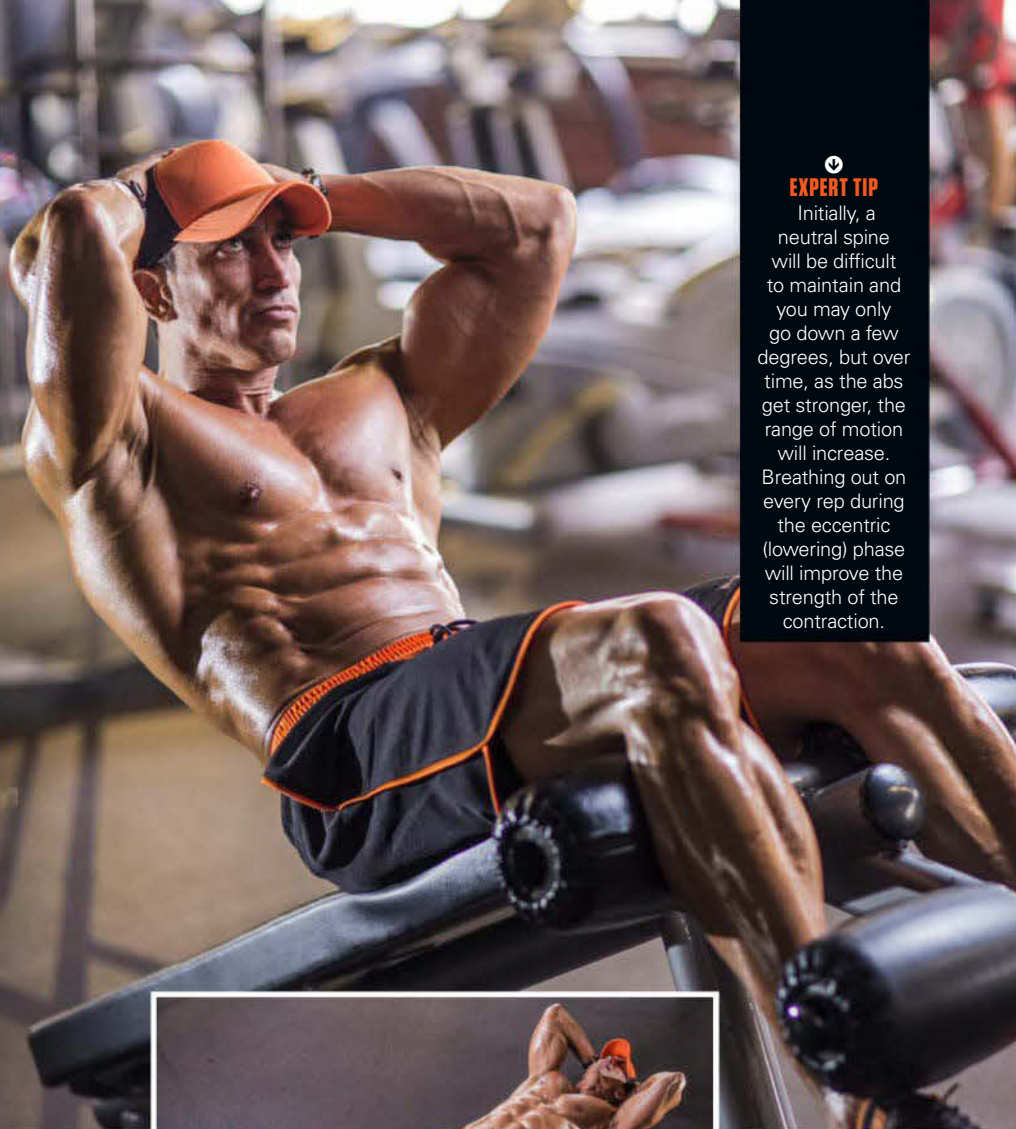 EXPERT TIP
Initially, a
neutral spine
will be difficult
to maintain and
you may only
go down a few
degrees, but over
time, as the abs
get stronger, the
range of motion
will increase.
Breathing out on
every rep during
the eccentric
(lowering) phase
will improve the
strength of the
contraction.